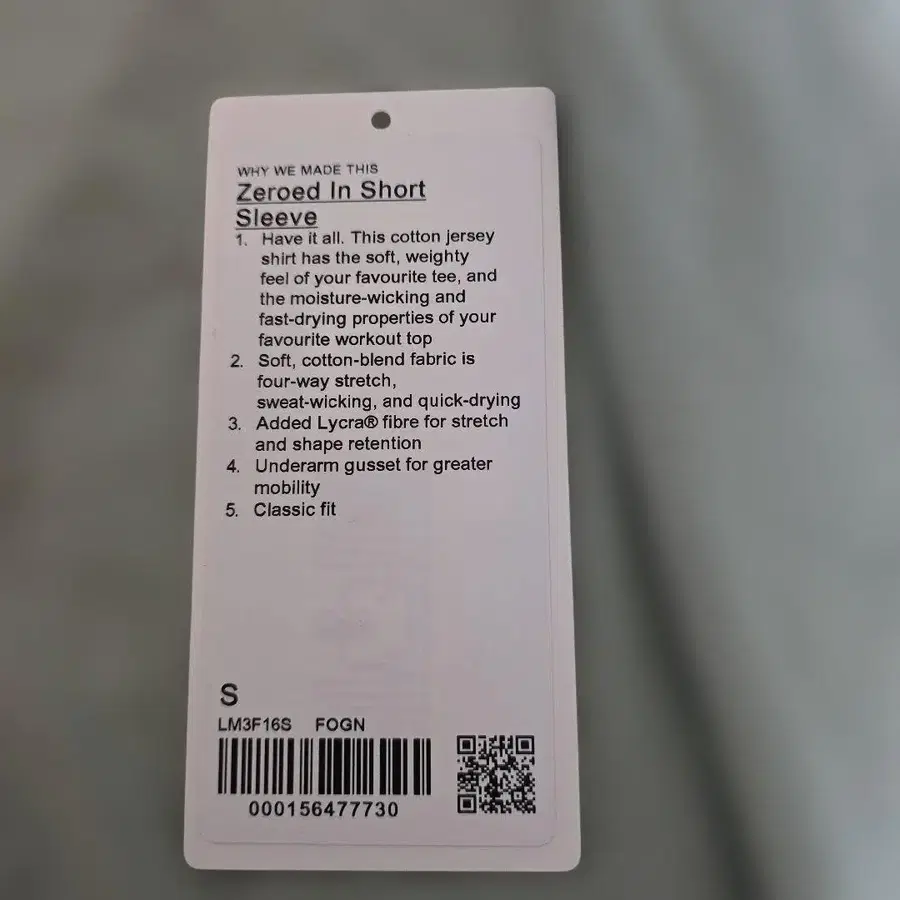 WHY WE MADE THIS
Zeroed In Short
Sleeve
1. Have it all. This cotton jersey
shirt has the soft, weighty
feel of your favourite tee, and
the moisture-wicking and
fast-drying properties of your
favourite workout top
2. Soft, cotton-blend fabric is
four-way stretch,
sweat-wicking, and quick-drying
3. Added Lycra® fibre for stretch
and shape retention
4. Underarm gusset for greater
mobility
5. Classic fit
S
LM3F16S FOGN
000156477730